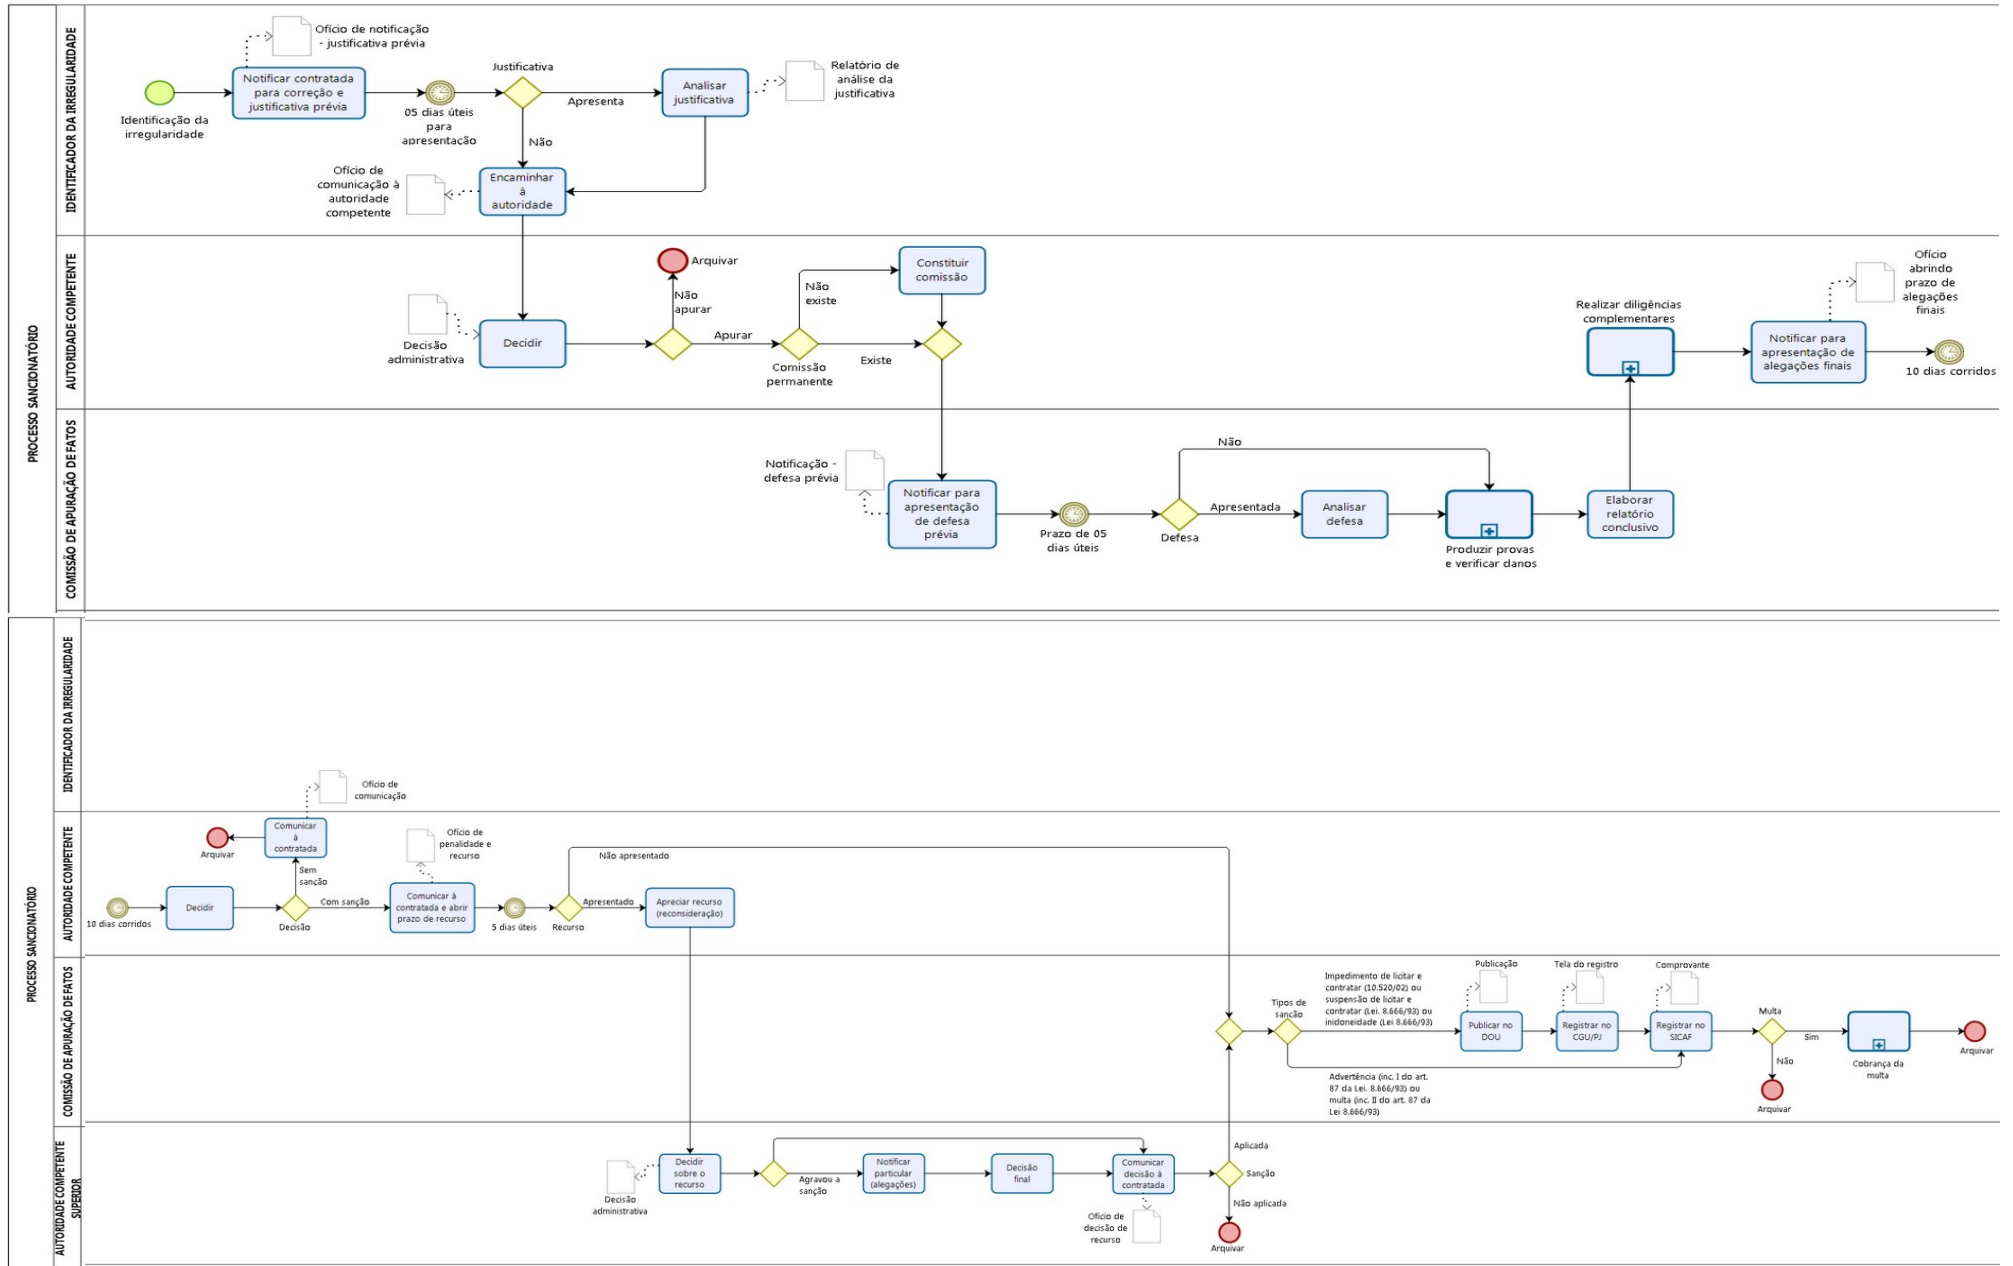 PROCESSO SANCIONATÓRIO
IDENTIFICADOR DA IRREGULARIDADE
Ofício de notificação
- justificativa prévia
Identificação da
irregularidade
Notificar contratada
para correção e
justificativa prévia
05 dias úteis
para
apresentação
Justificativa
Apresenta
Não
Analisar
justificativa
Relatório de
análise da
justificativa
Ofício de
comunicação à
autoridade
competente
Encaminhar
à
autoridade
AUTORIDADE COMPETENTE
Decisão
administrativa
Decidir
Arquivar
Não
apurar
Apurar
Não
existe
Comissão
permanente
Existe
Constituir
comissão
Realizar diligências
complementares
Notificar para
apresentação de
alegações finais
Ofício
abrindo
prazo de
alegações
finais
10 dias corridos
COMISSÃO DE APURAÇÃO DE FATOS
Notificação -
defesa prévia
Notificar para
apresentação
de defesa
prévia
Prazo de 05
dias úteis
Não
Apresentada
Defesa
Analisar
defesa
Produzir provas
e verificar danos
Elaborar
relatório
conclusivo
PROCESSO SANCIONATÓRIO
IDENTIFICADOR DA IRREGULARIDADE
Ofício de
comunicação
AUTORIDADE COMPETENTE
Arquivar
Comunicar
à
contratada
Sem
sanção
10 dias corridos
Decidir
Decisão
Com sanção
Ofício de
penalidade e
recurso
Comunicar à
contratada e abrir
prazo de recurso
5 dias úteis
Não apresentado
Apresentado
Recurso
Apreciar recurso
(reconsideração)
COMISSÃO DE APURAÇÃO DE FATOS
Tipos de
sanção
Impedimento de licitar e
contratar (10.520/02) ou
suspensão de licitar e
contratar (Lei. 8.666/93) ou
inidoneidade (Lei 8.666/93)
Advertência (inc. I do art.
87 da Lei. 8.666/93) ou
multa (inc. II do art. 87 da
Lei 8.666/93)
Publicação
Publicar no
DOU
Tela do registro
Registrar no
CGU/PJ
Comprovante
Registrar no
SICAF
Multa
Sim
Não
Arquivar
Cobrança da
multa
Arquivar
AUTORIDADE COMPETENTE
SUPERIOR
Decisão
administrativa
Decidir
sobre o
recurso
Agravou a
sanção
Notificar
particular
(alegações)
Decisão
final
Comunicar
decisão à
contratada
Ofício de
decisão de
recurso
Aplicada
Sanção
Não aplicada
Arquivar